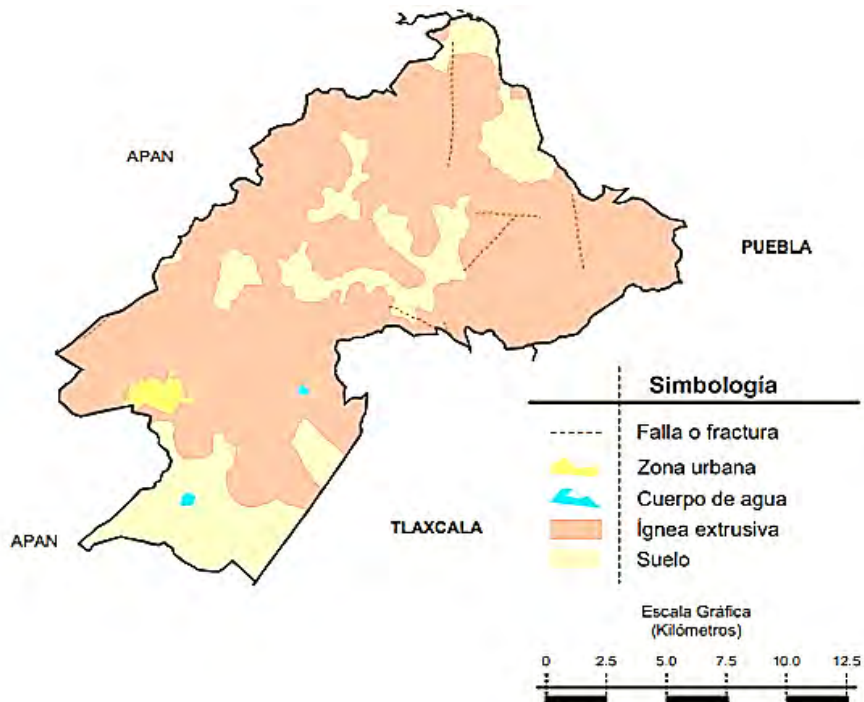 APAN
PUEBLA
APAN
TLAXCALA
Simbología
Falla o fractura
Zona urbana
Cuerpo de agua
Ígnea extrusiva
Suelo
Escala Gráfica
(Kilómetros)
0 2.5 5.0 7.5 10.0 12.5